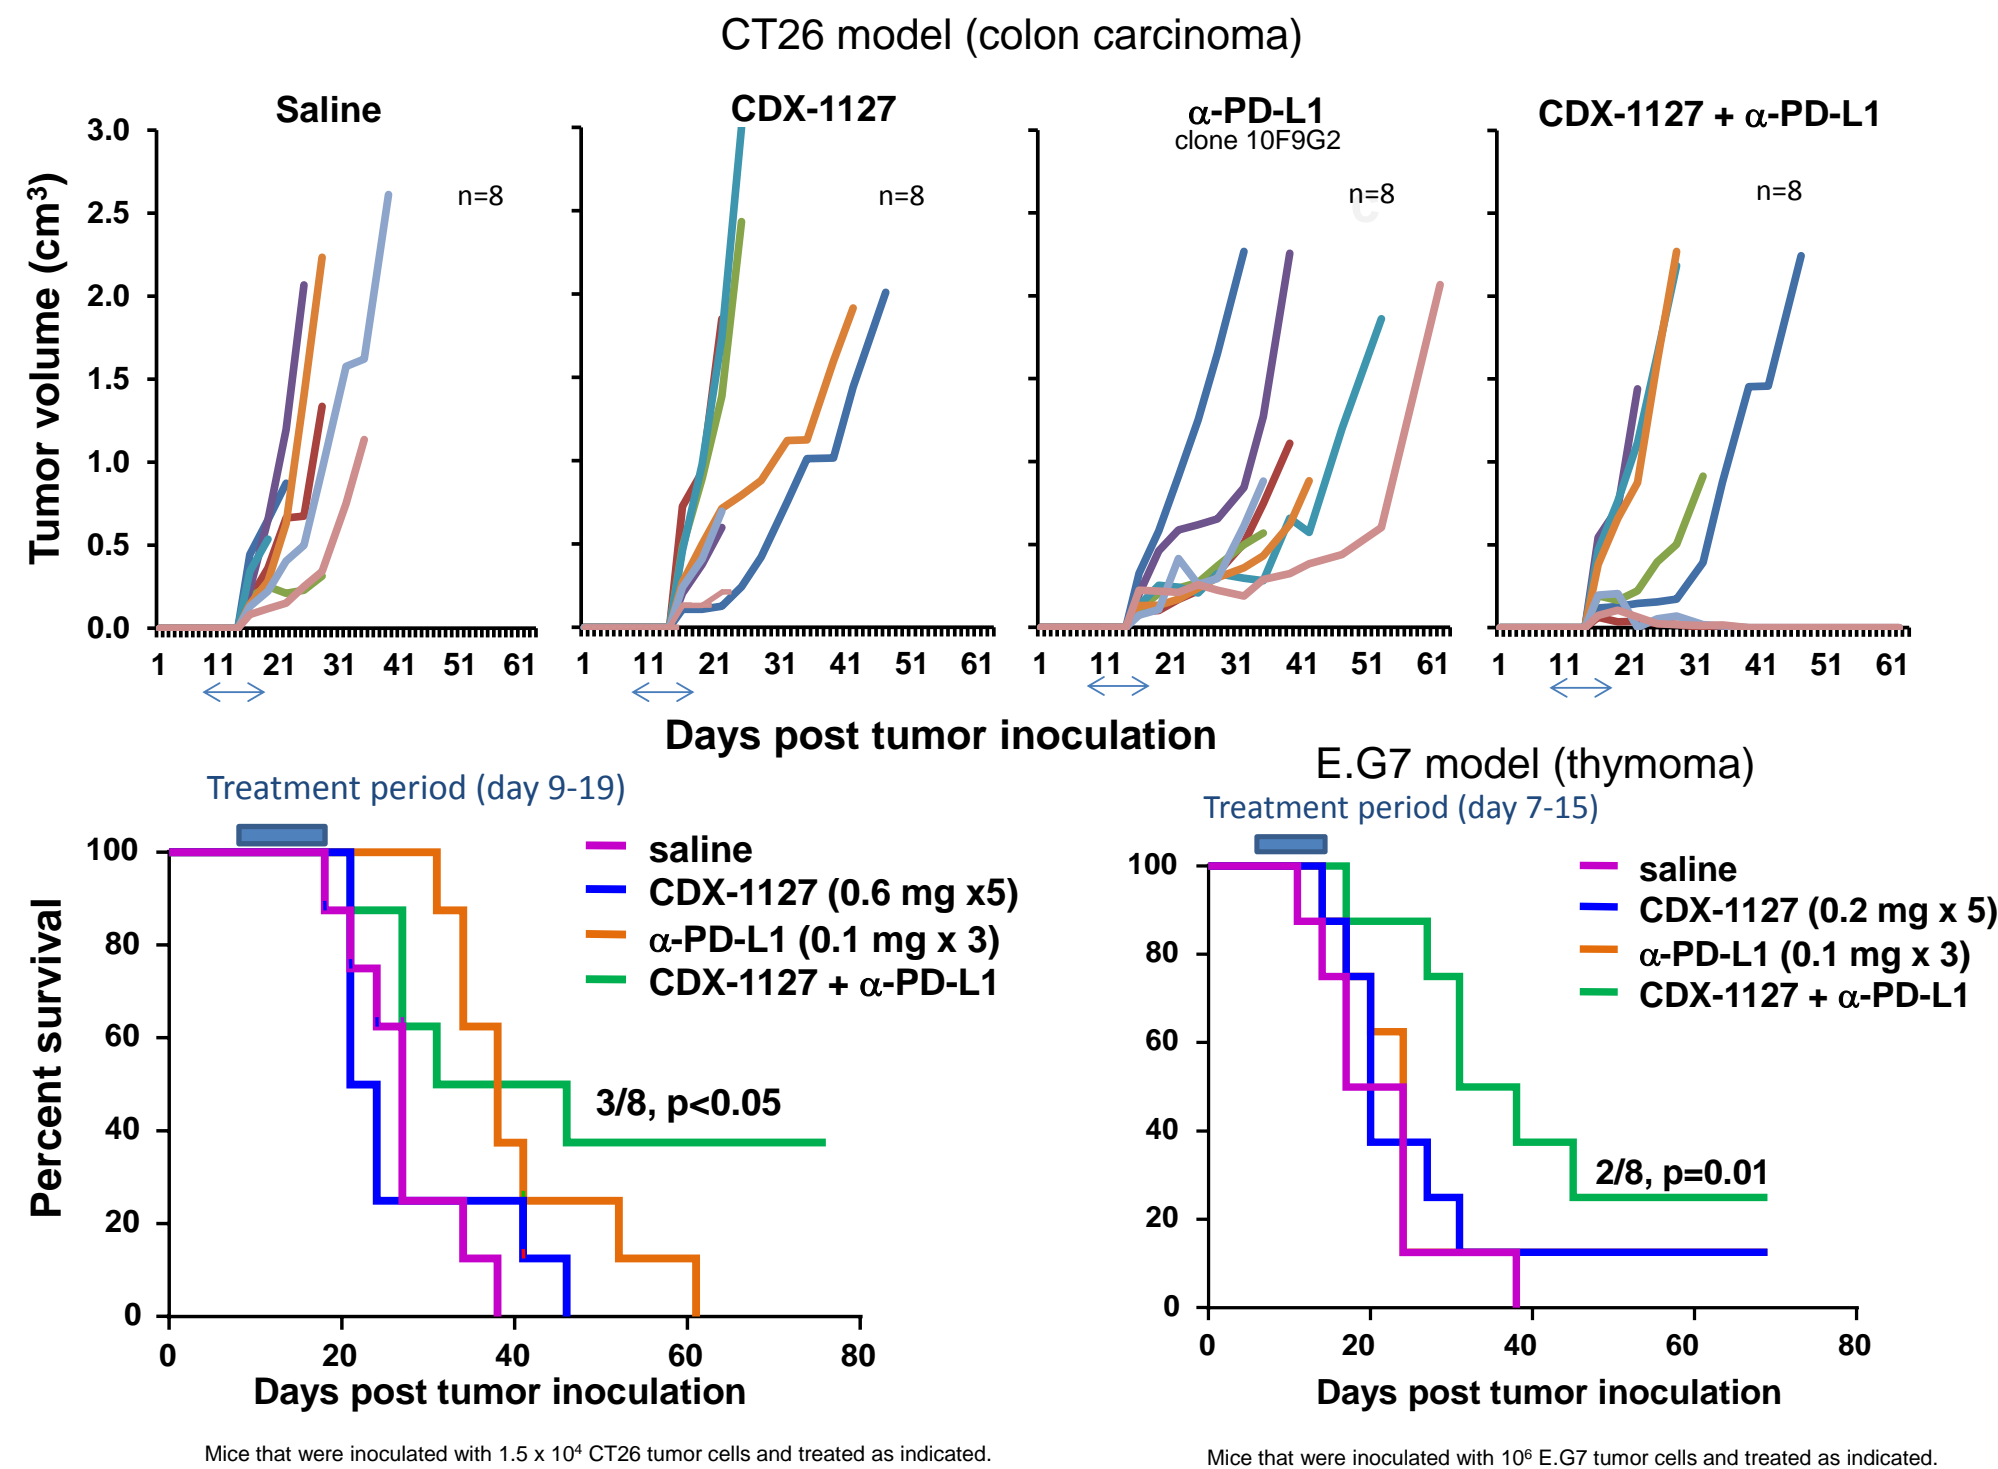 CT26 model (colon carcinoma)
Saline
CDX-1127
α-PD-L1
clone 10F9G2
CDX-1127 + α-PD-L1
n=8
n=8
n=8
c
n=8
Tumor volume (cm³)
3.0
2.5
2.0
1.5
1.0
0.5
0.0
1 11 21 31 41 51 61
1 11 21 31 41 51 61
1 11 21 31 41 51 61
1 11 21 31 41 51 61
Days post tumor inoculation
Treatment period (day 9-19)
Percent survival
100
80
60
40
20
0
saline
CDX-1127 (0.6 mg x5)
α-PD-L1 (0.1 mg x 3)
CDX-1127 + α-PD-L1
3/8, p<0.05
0 20 40 60 80
Days post tumor inoculation
Mice that were inoculated with 1.5 x 10⁴ CT26 tumor cells and treated as indicated.
E.G7 model (thymoma)
Treatment period (day 7-15)
100
80
60
40
20
0
saline
CDX-1127 (0.2 mg x 5)
α-PD-L1 (0.1 mg x 3)
CDX-1127 + α-PD-L1
2/8, p=0.01
0 20 40 60 80
Days post tumor inoculation
Mice that were inoculated with 10⁶ E.G7 tumor cells and treated as indicated.